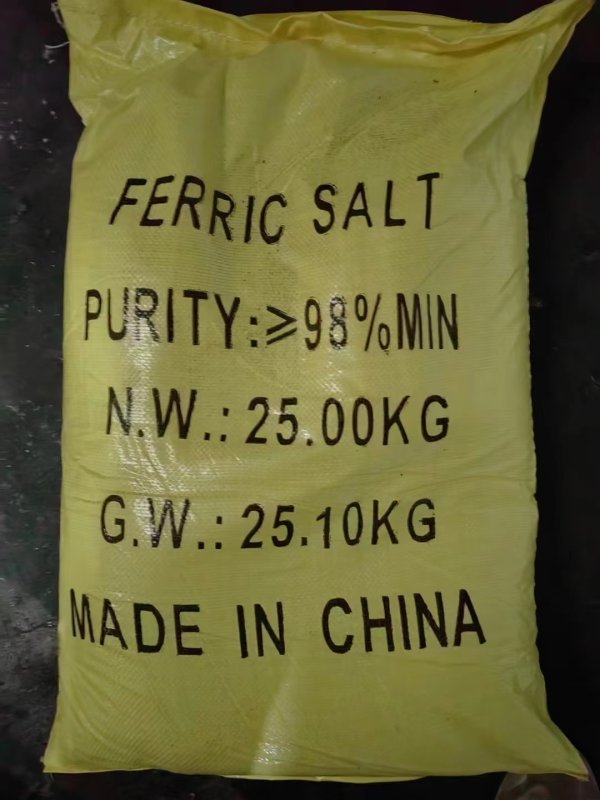 FERRIC SALT
PURITY:≥98%MIN
N.W.: 25.00KG
G.W.: 25.10KG
MADE IN CHINA